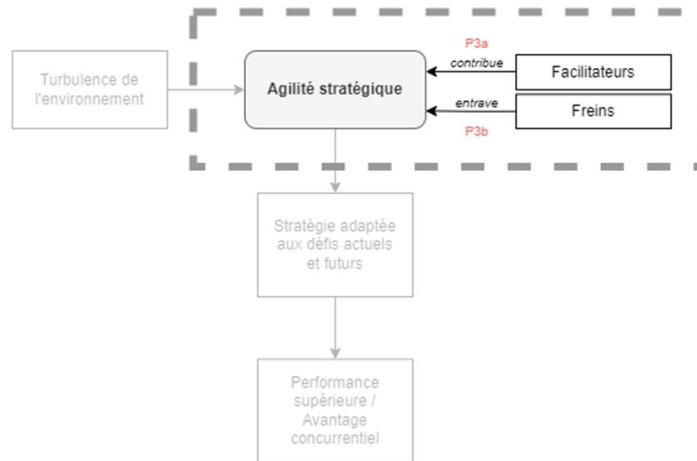 P3a
contribue
Facilitateurs
Turbulence de
l'environnement
Agilité stratégique
entrave
Freins
P3b
Stratégie adaptée
aux défis actuels
et futurs
Performance
supérieure /
Avantage
concurrentiel